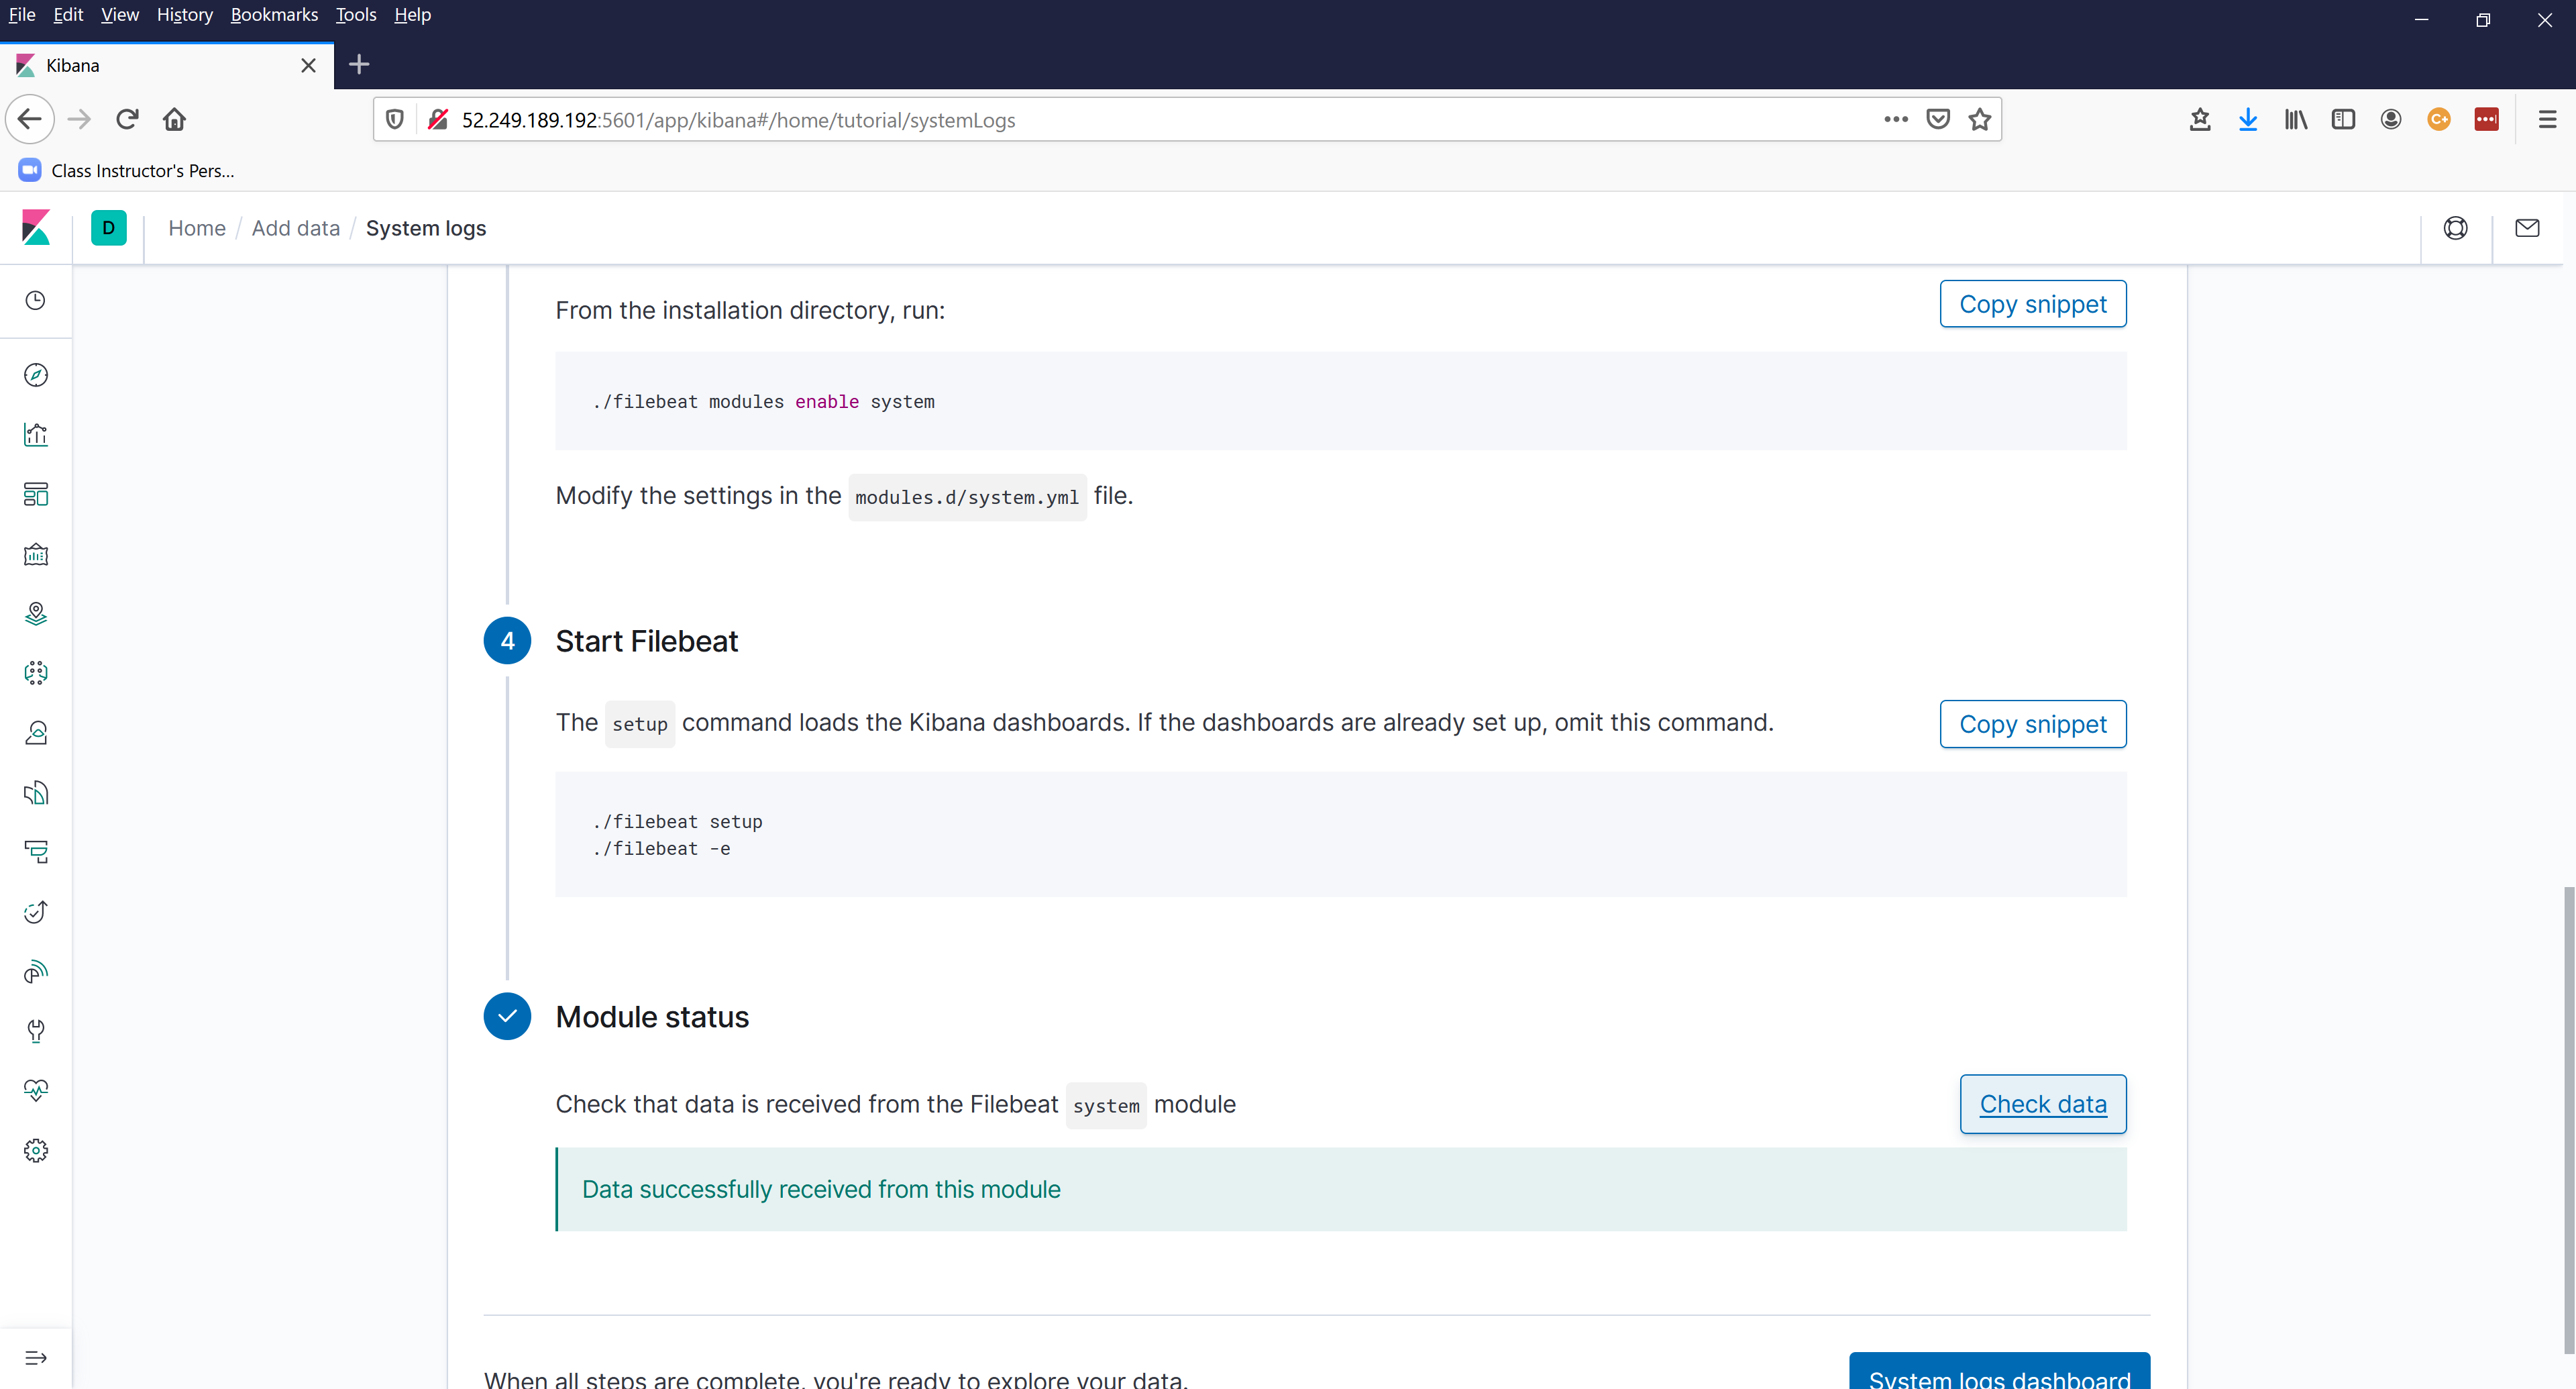 File Edit View History Bookmarks Tools Help
Kibana
52.249.189.192:5601/app/kibana#/home/tutorial/systemLogs
C+
Class Instructor's Pers...
D
Home / Add data / System logs
From the installation directory, run:
Copy snippet
./filebeat modules enable system
Modify the settings in the modules.d/system.yml file.
4
Start Filebeat
The setup command loads the Kibana dashboards. If the dashboards are already set up, omit this command.
Copy snippet
./filebeat setup
./filebeat -e
Module status
Check that data is received from the Filebeat system module
Check data
Data successfully received from this module
When all steps are complete, you're ready to explore your data.
System logs dashboard